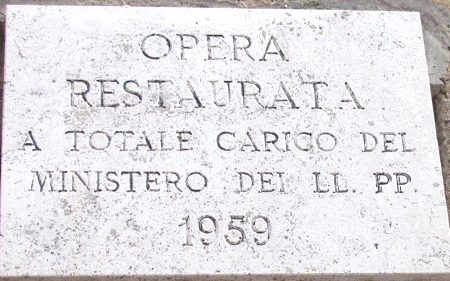 OPERA
RESTAURATA
A TOTALE CARICO DEL
MINISTERO DEI LL. PP.
1959